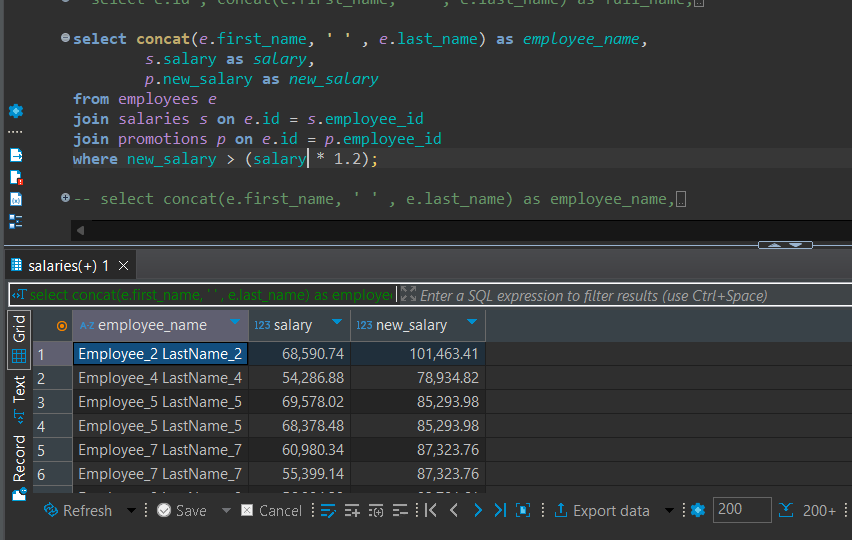 select e.id , concat(e.first_name, ' ' , e.last_name) as full_name,
select concat(e.first_name, ' ' , e.last_name) as employee_name,
s.salary as salary,
p.new_salary as new_salary
from employees e
join salaries s on e.id = s.employee_id
join promotions p on e.id = p.employee_id
where new_salary > (salary * 1.2);
-- select concat(e.first_name, ' ' , e.last_name) as employee_name,
salaries(+) 1
select concat(e.first_name, ' ' , e.last_name) as employe
Enter a SQL expression to filter results (use Ctrl+Space)
Grid
Text
Record
A-Z employee_name 123 salary 123 new_salary
1 Employee_2 LastName_2 68,590.74 101,463.41
2 Employee_4 LastName_4 54,286.88 78,934.82
3 Employee_5 LastName_5 69,578.02 85,293.98
4 Employee_5 LastName_5 68,378.48 85,293.98
5 Employee_7 LastName_7 60,980.34 87,323.76
6 Employee_7 LastName_7 55,399.14 87,323.76
Refresh Save Cancel Export data 200 200+